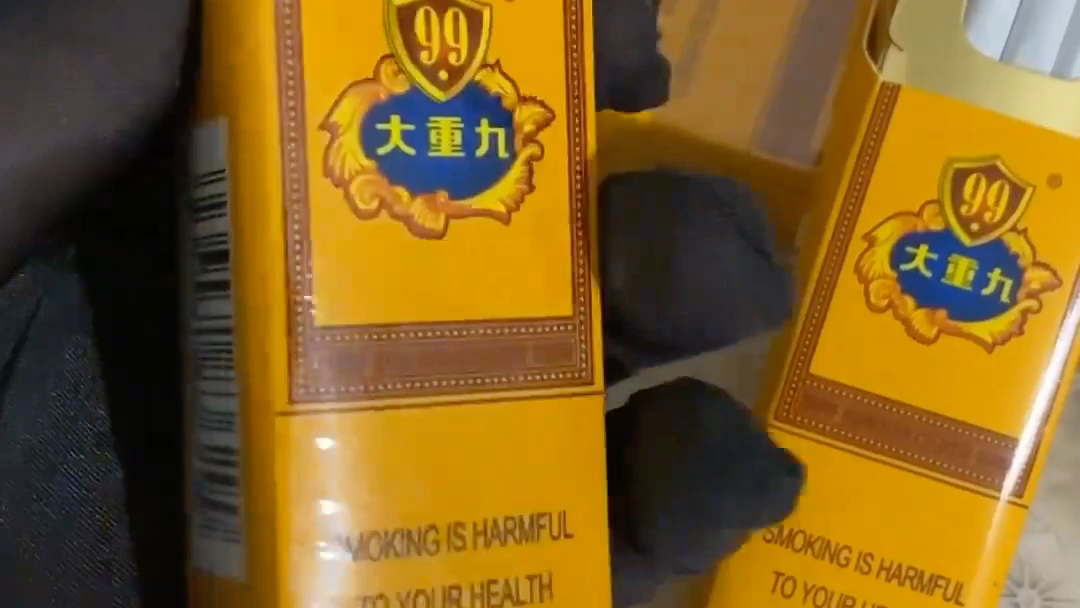 99
大重九
SMOKING IS HARMFUL
TO YOUR HEALTH
99
®
大重九
SMOKING IS HARMFUL
TO YOUR